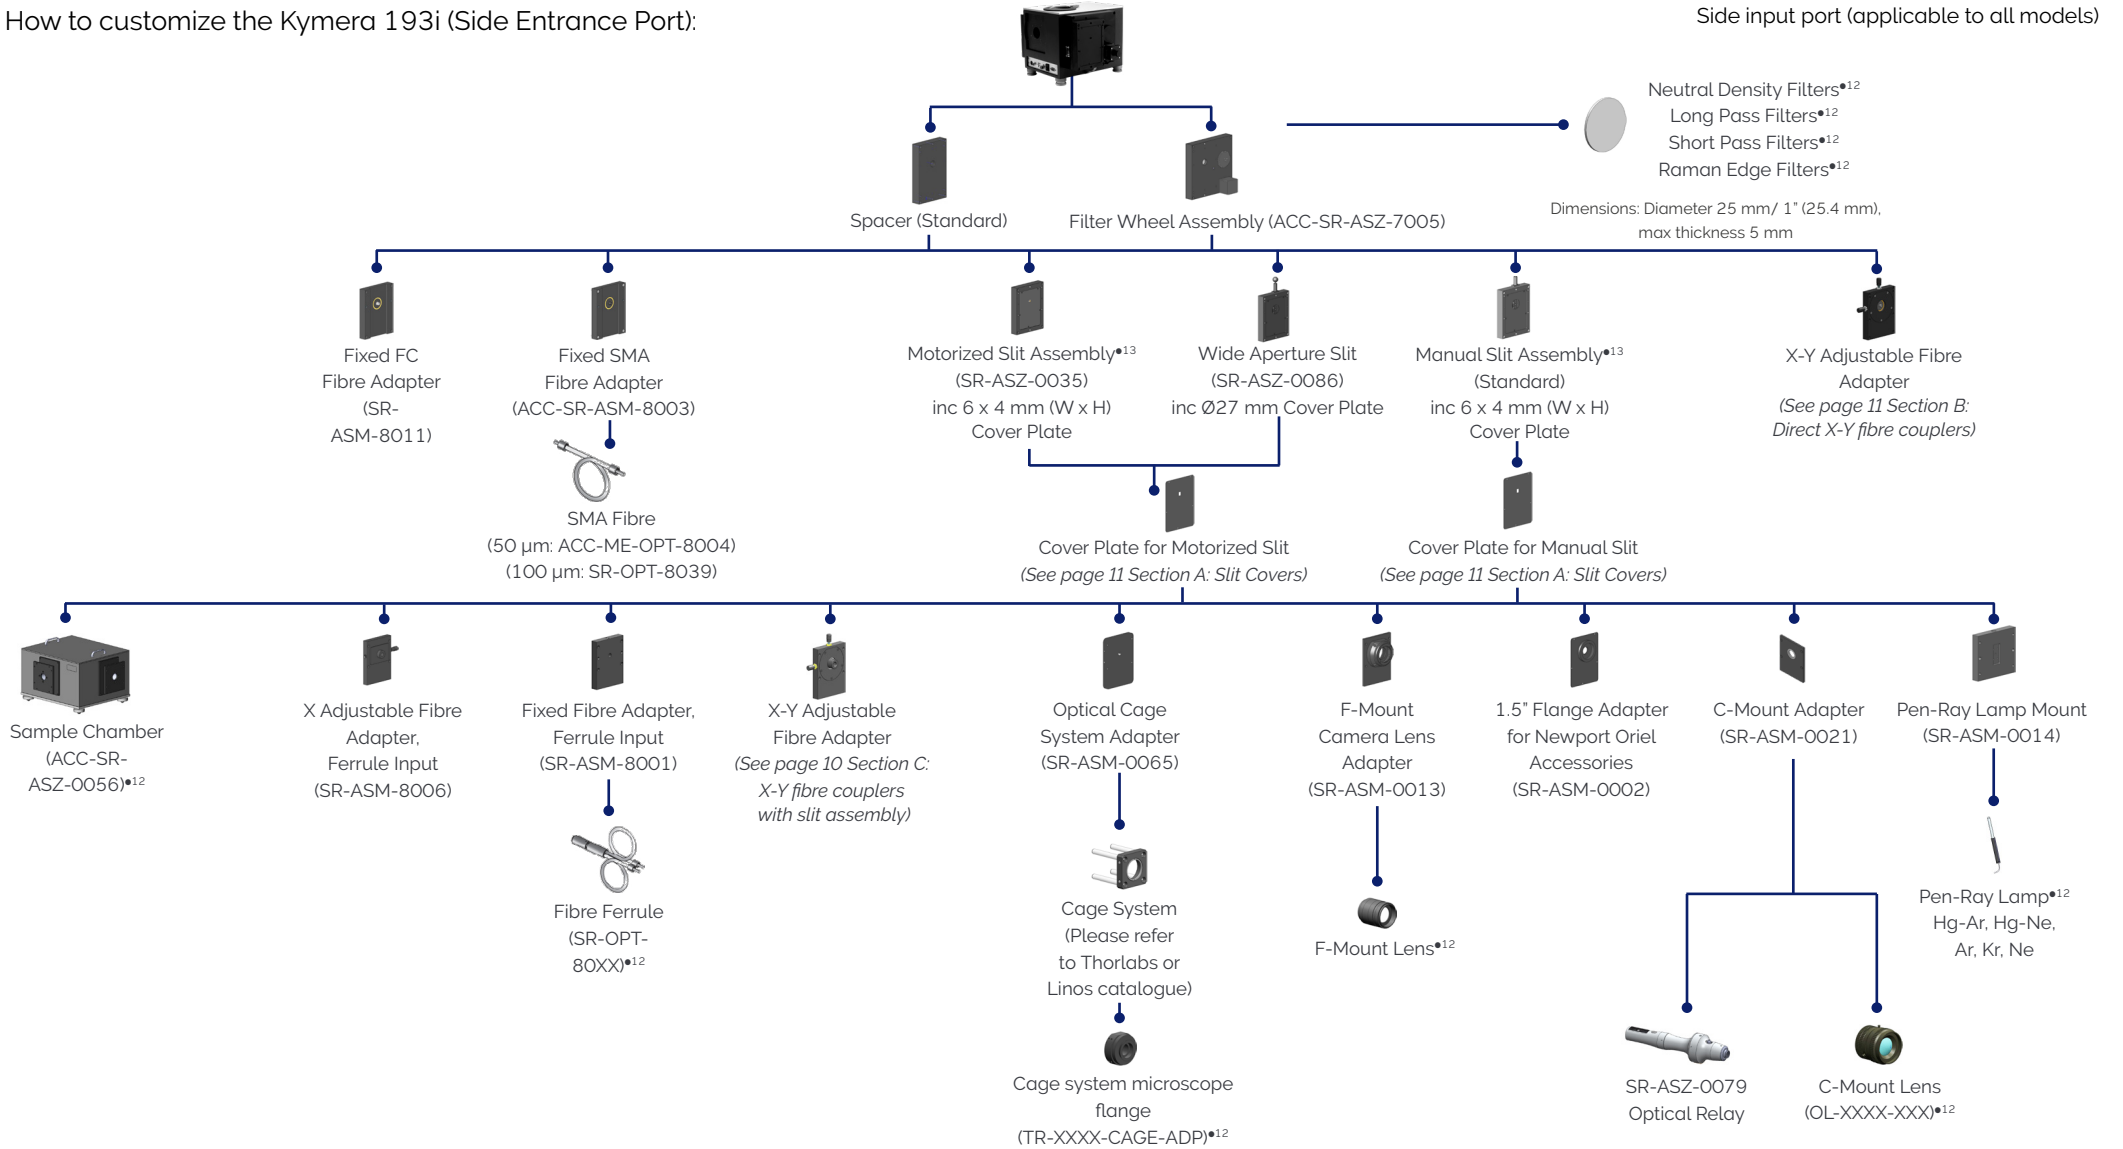 How to customize the Kymera 193i (Side Entrance Port):
Side input port (applicable to all models)
Neutral Density Filters●12
Long Pass Filters●12
Short Pass Filters●12
Raman Edge Filters●12
Dimensions: Diameter 25 mm/ 1" (25.4 mm),
max thickness 5 mm
Spacer (Standard)
Filter Wheel Assembly (ACC-SR-ASZ-7005)
Fixed FC
Fibre Adapter
(SR-
ASM-8011)
Fixed SMA
Fibre Adapter
(ACC-SR-ASM-8003)
Motorized Slit Assembly●13
(SR-ASZ-0035)
inc 6 x 4 mm (W x H)
Cover Plate
Wide Aperture Slit
(SR-ASZ-0086)
inc Ø27 mm Cover Plate
Manual Slit Assembly●13
(Standard)
inc 6 x 4 mm (W x H)
Cover Plate
X-Y Adjustable Fibre
Adapter
(See page 11 Section B:
Direct X-Y fibre couplers)
SMA Fibre
(50 µm: ACC-ME-OPT-8004)
(100 µm: SR-OPT-8039)
Cover Plate for Motorized Slit
(See page 11 Section A: Slit Covers)
Cover Plate for Manual Slit
(See page 11 Section A: Slit Covers)
Sample Chamber
(ACC-SR-
ASZ-0056)●12
X Adjustable Fibre
Adapter,
Ferrule Input
(SR-ASM-8006)
Fixed Fibre Adapter,
Ferrule Input
(SR-ASM-8001)
X-Y Adjustable
Fibre Adapter
(See page 10 Section C:
X-Y fibre couplers
with slit assembly)
Optical Cage
System Adapter
(SR-ASM-0065)
F-Mount
Camera Lens
Adapter
(SR-ASM-0013)
1.5" Flange Adapter
for Newport Oriel
Accessories
(SR-ASM-0002)
C-Mount Adapter
(SR-ASM-0021)
Pen-Ray Lamp Mount
(SR-ASM-0014)
Fibre Ferrule
(SR-OPT-
80XX)●12
Cage System
(Please refer
to Thorlabs or
Linos catalogue)
F-Mount Lens●12
Pen-Ray Lamp●12
Hg-Ar, Hg-Ne,
Ar, Kr, Ne
Cage system microscope
flange
(TR-XXXX-CAGE-ADP)●12
SR-ASZ-0079
Optical Relay
C-Mount Lens
(OL-XXXX-XXX)●12